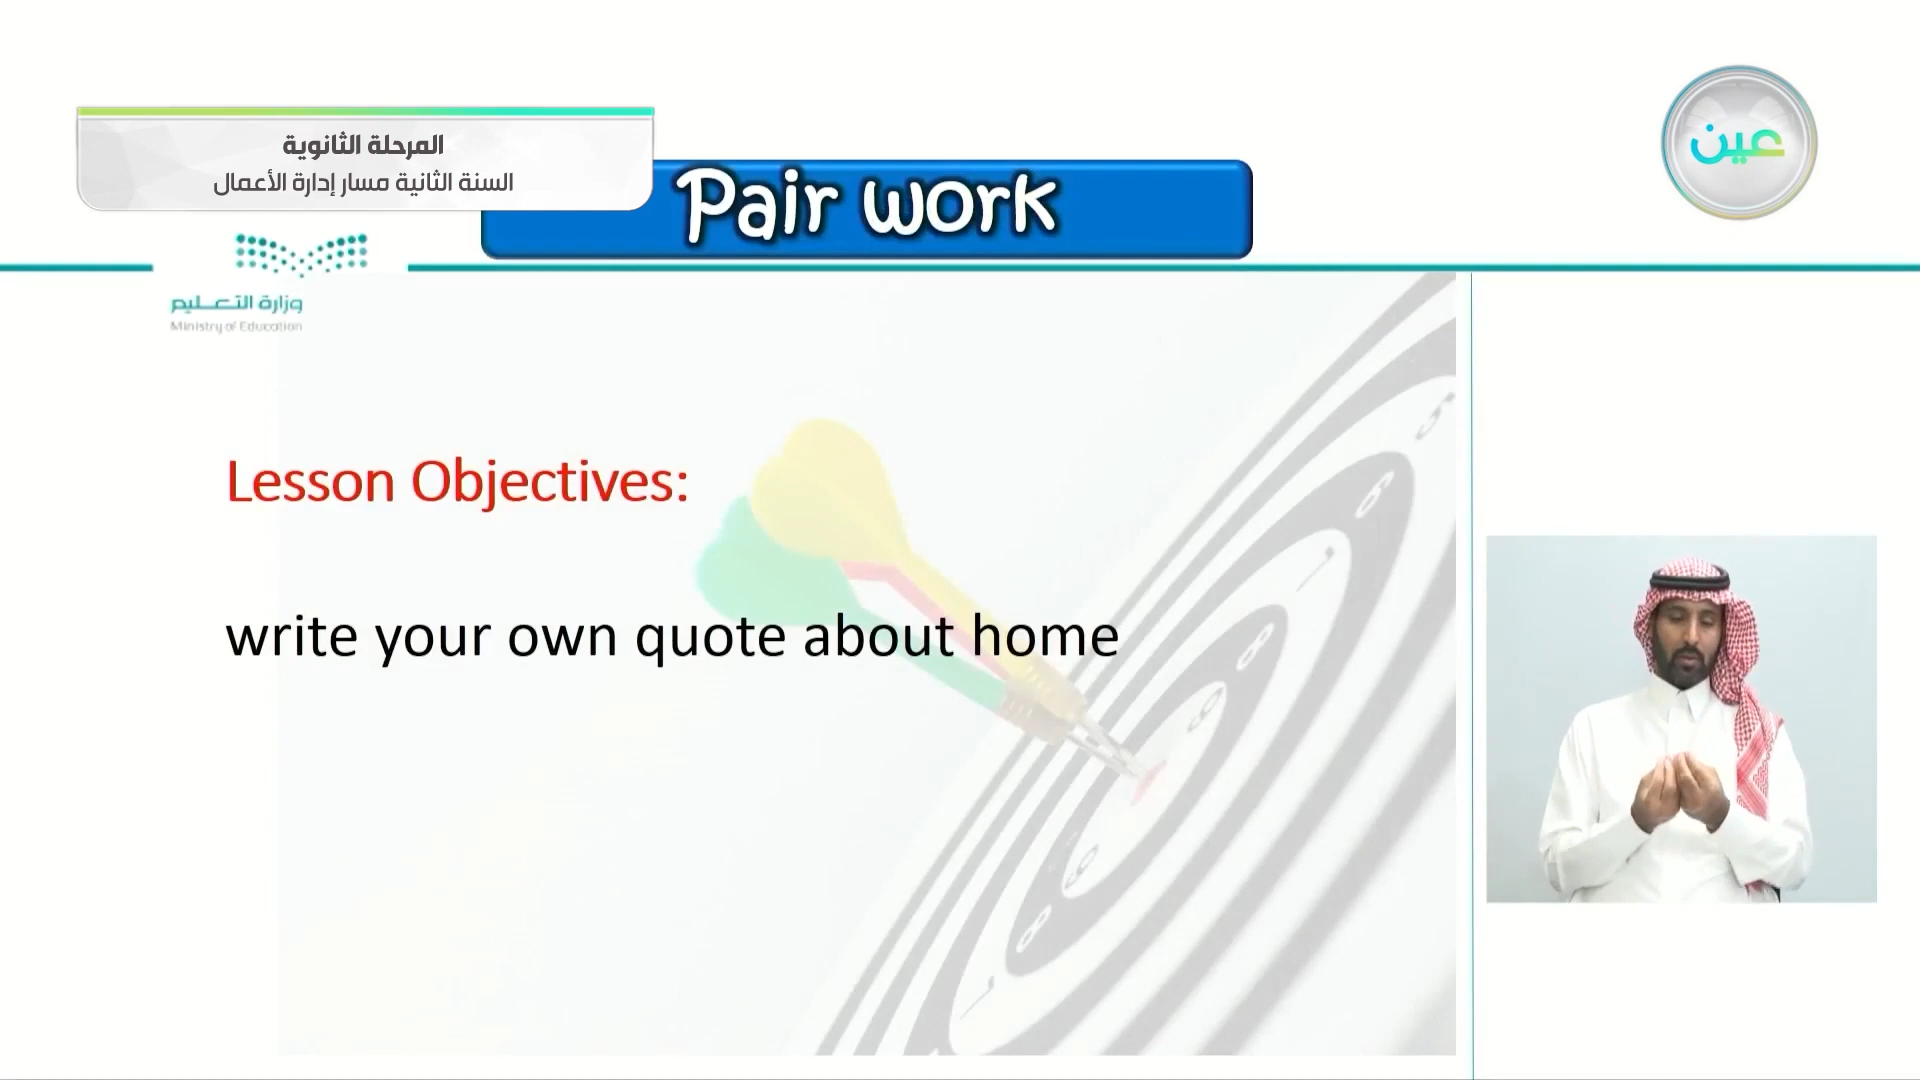 المرحلة الثانوية
السنة الثانية مسار إدارة الأعمال
عين
Pair work
وزارة التعليم
Ministry of Education
Lesson Objectives:
write your own quote about home